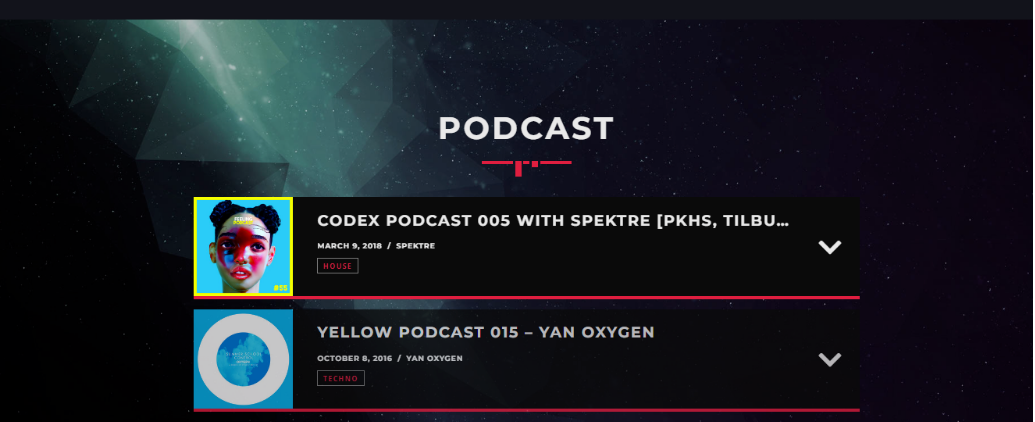 PODCAST
CODEX PODCAST 005 WITH SPEKTRE [PKHS, TILBU...
MARCH 9, 2018 / SPEKTRE
HOUSE
#55
YELLOW PODCAST 015 – YAN OXYGEN
OCTOBER 8, 2016 / YAN OXYGEN
TECHNO